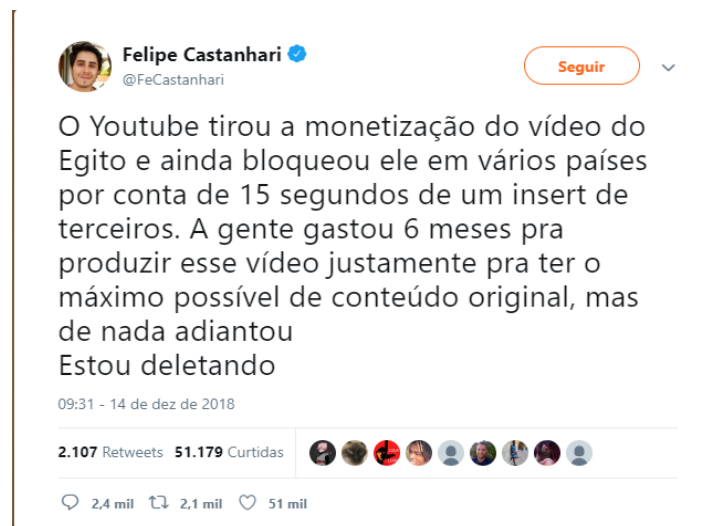 Felipe Castanhari
@FeCastanhari
Seguir
O Youtube tirou a monetização do vídeo do
Egito e ainda bloqueou ele em vários países
por conta de 15 segundos de um insert de
terceiros. A gente gastou 6 meses pra
produzir esse vídeo justamente pra ter o
máximo possível de conteúdo original, mas
de nada adiantou
Estou deletando
09:31 - 14 de dez de 2018
2.107 Retweets 51.179 Curtidas
2,4 mil 2,1 mil 51 mil